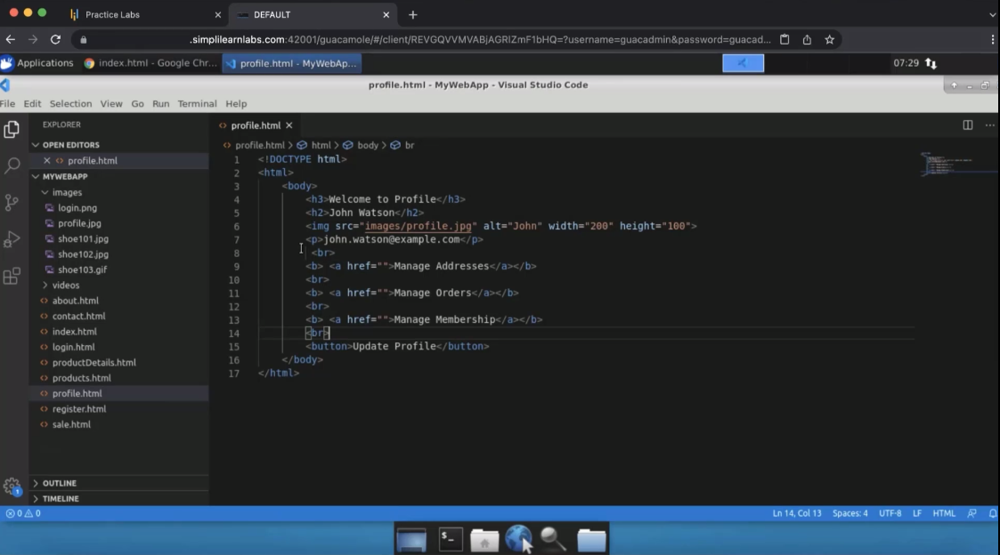 Practice Labs
DEFAULT
.simplilearnlabs.com:42001/guacamole/#/client/REVGQVVMVABjAGRIZmF1bHQ=?username=guacadmin&password=guacad...
Applications
index.html - Google Chr...
profile.html - MyWebAp...
07:29
profile.html - MyWebApp - Visual Studio Code
File Edit Selection View Go Run Terminal Help
EXPLORER
OPEN EDITORS
profile.html
MYWEBAPP
images
login.png
profile.jpg
shoe101.jpg
shoe102.jpg
shoe103.gif
videos
about.html
contact.html
index.html
login.html
productDetails.html
products.html
profile.html
register.html
sale.html
OUTLINE
TIMELINE
profile.html
profile.html > html > body > br
1 <!DOCTYPE html>
2 <html>
3 <body>
4 <h3>Welcome to Profile</h3>
5 <h2>John Watson</h2>
6 <img src="images/profile.jpg" alt="John" width="200" height="100">
7 <p>john.watson@example.com</p>
8 <br>
9 <b> <a href="">Manage Addresses</a></b>
10 <br>
11 <b> <a href="">Manage Orders</a></b>
12 <br>
13 <b> <a href="">Manage Membership</a></b>
14 <br>
15 <button>Update Profile</button>
16 </body>
17 </html>
1
0 0
Ln 14, Col 13 Spaces: 4 UTF-8 LF HTML
$_